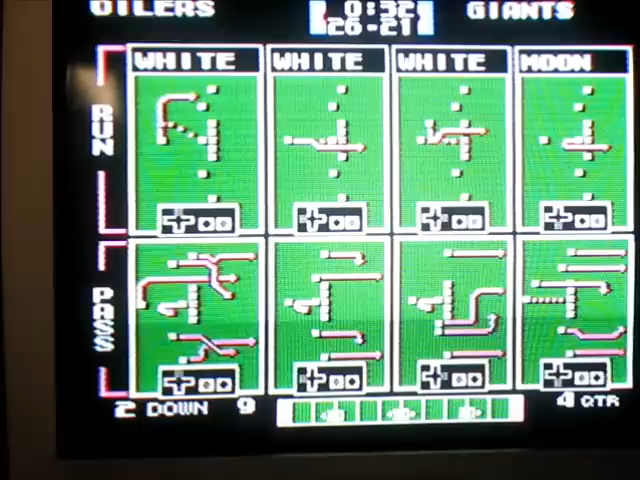 OILERS 0:32 GIANTS
26-21
WHITE WHITE WHITE MOON
RUN
PASS
2 DOWN 9 4 QTR